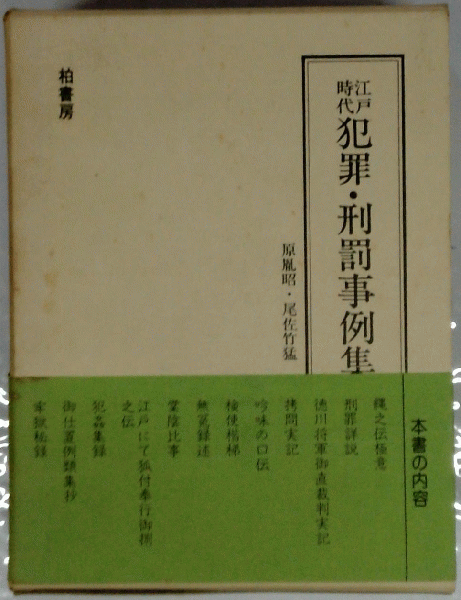 江戸
時代
犯罪・刑罰事例集
原胤昭・尾佐竹猛
柏書房
本書の内容
縄之伝極意
刑罪詳説
徳川将軍御直裁判実記
拷問実記
吟味の口伝
検使楷梯
無冤録述
棠陰比事
江戸にて狐付奉行御捌
之伝
犯姦集録
御仕置例類集抄
牢獄秘録